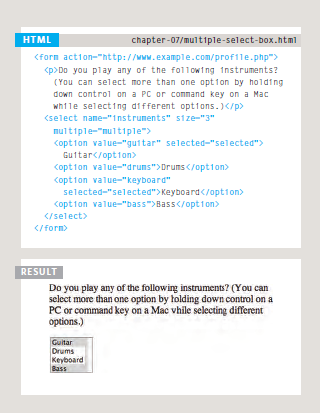 HTML
chapter-07/multiple-select-box.html
<form action="http://www.example.com/profile.php">
<p>Do you play any of the following instruments?
(You can select more than one option by holding
down control on a PC or command key on a Mac
while selecting different options.)</p>
<select name="instruments" size="3"
multiple="multiple">
<option value="guitar" selected="selected">
Guitar</option>
<option value="drums">Drums</option>
<option value="keyboard"
selected="selected">Keyboard</option>
<option value="bass">Bass</option>
</select>
</form>
RESULT
Do you play any of the following instruments? (You can
select more than one option by holding down control on a
PC or command key on a Mac while selecting different
options.)
Guitar
Drums
Keyboard
Bass